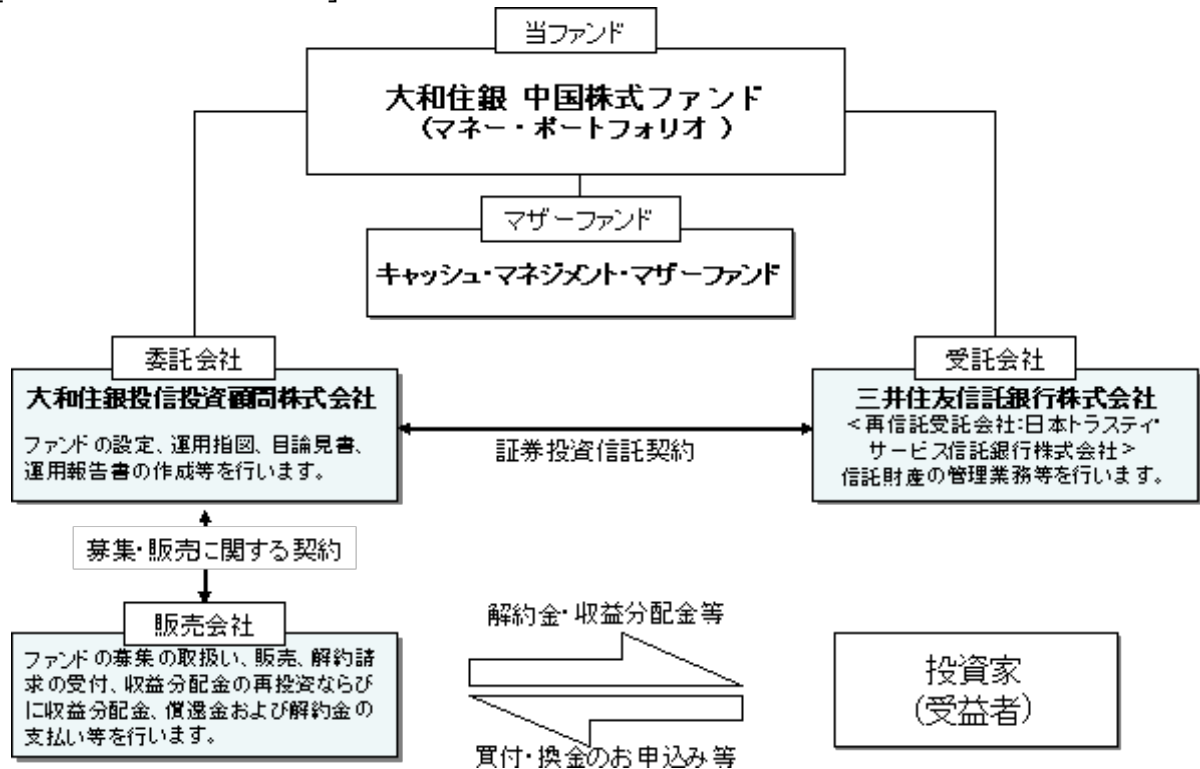 当ファンド
大和住銀 中国株式ファンド
(マネー・ポートフォリオ )
マザーファンド
キャッシュ・マネジメント・マザーファンド
委託会社
大和住銀投信投資顧問株式会社
ファンドの設定、運用指図、目論見書、
運用報告書の作成等を行います。
証券投資信託契約
受託会社
三井住友信託銀行株式会社
<再信託受託会社:日本トラスティ・
サービス信託銀行株式会社>
信託財産の管理業務等を行います。
募集・販売に関する契約
販売会社
ファンドの募集の取扱い、販売、解約請
求の受付、収益分配金の再投資ならび
に収益分配金、償還金および解約金の
支払い等を行います。
解約金・収益分配金等
買付・換金のお申込み等
投資家
(受益者)